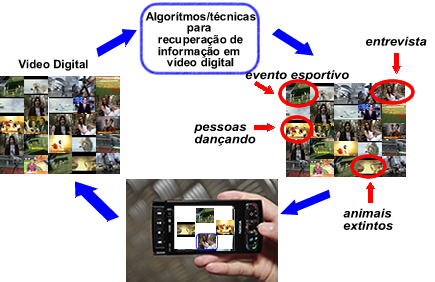 Algoritmos/técnicas
para
recuperação de
informação em
vídeo digital
Vídeo Digital
entrevista
evento esportivo
pessoas
dançando
animais
extintos